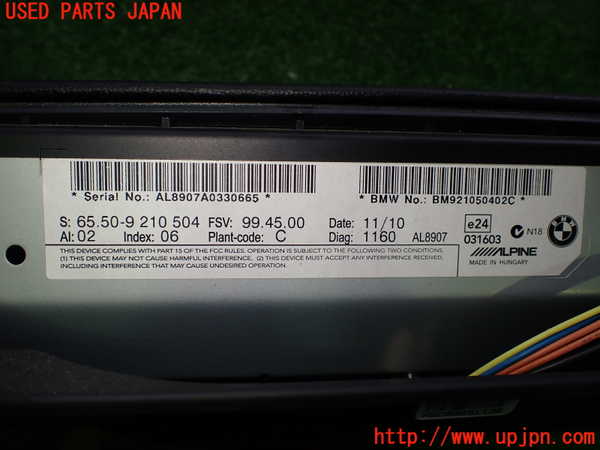 USED PARTS JAPAN
* Serial No.: AL8907A0330665 *
* BMW No.: BM921050402C *
S: 65.50-9 210 504 FSV: 99.45.00 Date: 11/10
AI: 02 Index: 06 Plant-code: C Diag: 1160 AL8907
THIS DEVICE COMPLIES WITH PART 15 OF THE FCC RULES. OPERATION IS SUBJECT TO THE FOLLOWING TWO CONDITIONS.
(1) THIS DEVICE MAY NOT CAUSE HARMFUL INTERFERENCE. (2) THIS DEVICE MUST ACCEPT ANY INTERFERENCE RECEIVED,
INCLUDING INTERFERENCE THAT MAY CAUSE UNDESIRED OPERATION.
e24
031603
N18
BMW
ALPINE
MADE IN HUNGARY
http://www.upjpn.com/